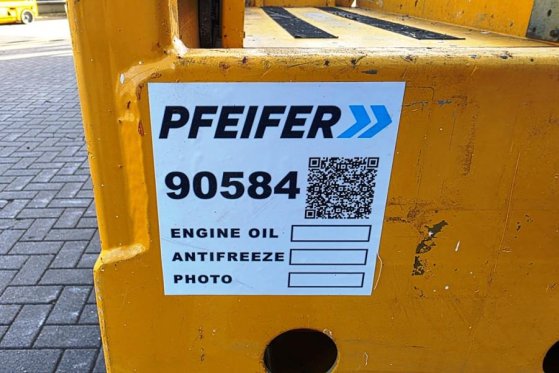 PFEIFER
90584
ENGINE OIL
ANTIFREEZE
PHOTO